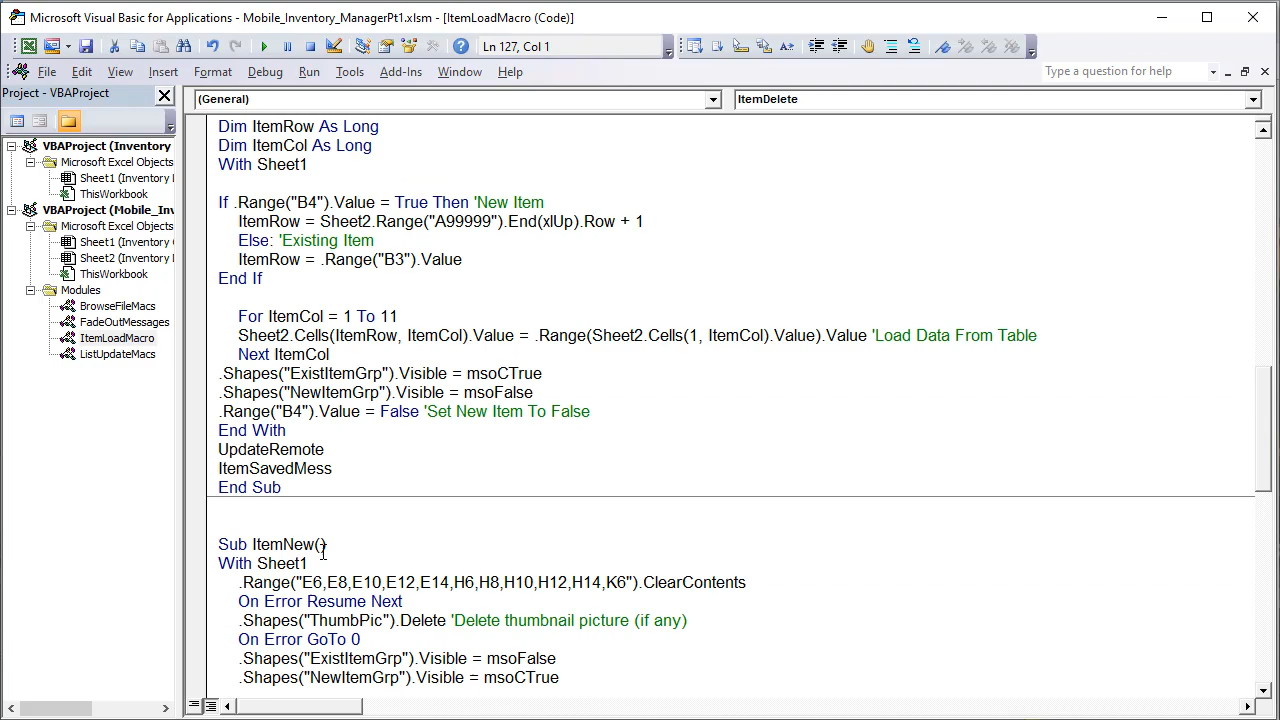 Microsoft Visual Basic for Applications - Mobile_Inventory_ManagerPt1.xlsm - [ItemLoadMacro (Code)]
Ln 127, Col 1
File Edit View Insert Format Debug Run Tools Add-Ins Window Help
Type a question for help
Project - VBAProject
(General)
ItemDelete
VBAProject (Inventory
Microsoft Excel Objects
Sheet1 (Inventory
ThisWorkbook
VBAProject (Mobile_Inv
Microsoft Excel Objects
Sheet1 (Inventory
Sheet2 (Inventory
ThisWorkbook
Modules
BrowseFileMacs
FadeOutMessages
ItemLoadMacro
ListUpdateMacs
Dim ItemRow As Long
Dim ItemCol As Long
With Sheet1
If .Range("B4").Value = True Then 'New Item
ItemRow = Sheet2.Range("A99999").End(xlUp).Row + 1
Else: 'Existing Item
ItemRow = .Range("B3").Value
End If
For ItemCol = 1 To 11
Sheet2.Cells(ItemRow, ItemCol).Value = .Range(Sheet2.Cells(1, ItemCol).Value).Value 'Load Data From Table
Next ItemCol
.Shapes("ExistItemGrp").Visible = msoCTrue
.Shapes("NewItemGrp").Visible = msoFalse
.Range("B4").Value = False 'Set New Item To False
End With
UpdateRemote
ItemSavedMess
End Sub
Sub ItemNew()
With Sheet1
.Range("E6,E8,E10,E12,E14,H6,H8,H10,H12,H14,K6").ClearContents
On Error Resume Next
.Shapes("ThumbPic").Delete 'Delete thumbnail picture (if any)
On Error GoTo 0
.Shapes("ExistItemGrp").Visible = msoFalse
.Shapes("NewItemGrp").Visible = msoCTrue